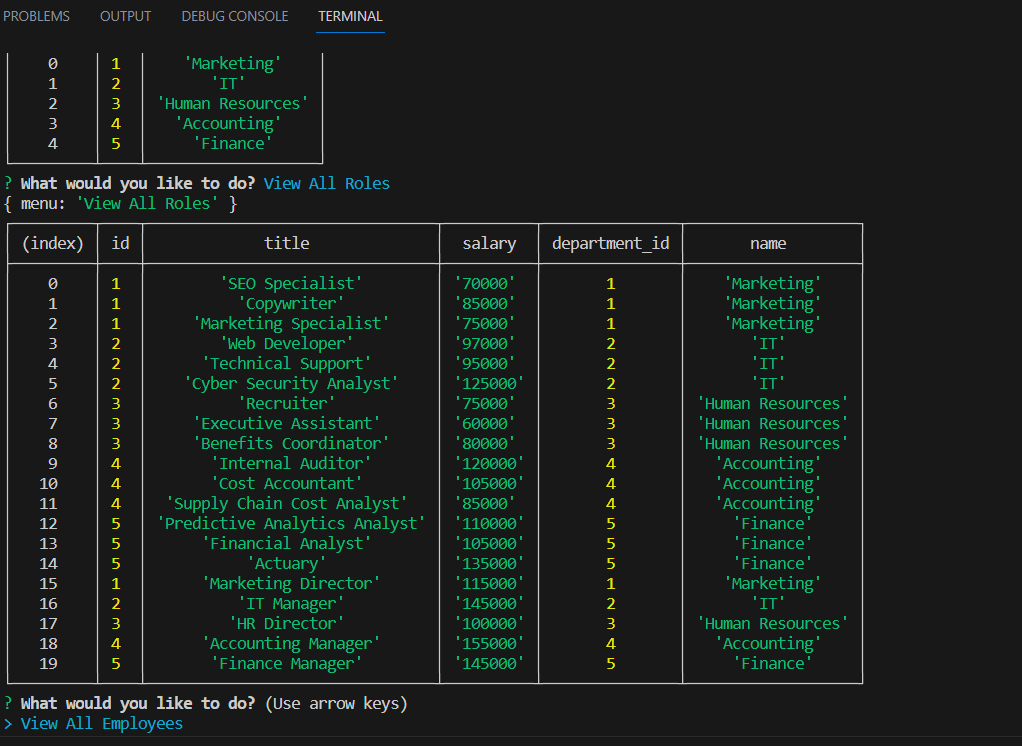 PROBLEMS OUTPUT DEBUG CONSOLE TERMINAL
0 1 'Marketing'
1 2 'IT'
2 3 'Human Resources'
3 4 'Accounting'
4 5 'Finance'
? What would you like to do? View All Roles
{ menu: 'View All Roles' }
(index) id title salary department_id name
0 1 'SEO Specialist' '70000' 1 'Marketing'
1 1 'Copywriter' '85000' 1 'Marketing'
2 1 'Marketing Specialist' '75000' 1 'Marketing'
3 2 'Web Developer' '97000' 2 'IT'
4 2 'Technical Support' '95000' 2 'IT'
5 2 'Cyber Security Analyst' '125000' 2 'IT'
6 3 'Recruiter' '75000' 3 'Human Resources'
7 3 'Executive Assistant' '60000' 3 'Human Resources'
8 3 'Benefits Coordinator' '80000' 3 'Human Resources'
9 4 'Internal Auditor' '120000' 4 'Accounting'
10 4 'Cost Accountant' '105000' 4 'Accounting'
11 4 'Supply Chain Cost Analyst' '85000' 4 'Accounting'
12 5 'Predictive Analytics Analyst' '110000' 5 'Finance'
13 5 'Financial Analyst' '105000' 5 'Finance'
14 5 'Actuary' '135000' 5 'Finance'
15 1 'Marketing Director' '115000' 1 'Marketing'
16 2 'IT Manager' '145000' 2 'IT'
17 3 'HR Director' '100000' 3 'Human Resources'
18 4 'Accounting Manager' '155000' 4 'Accounting'
19 5 'Finance Manager' '145000' 5 'Finance'
? What would you like to do? (Use arrow keys)
> View All Employees